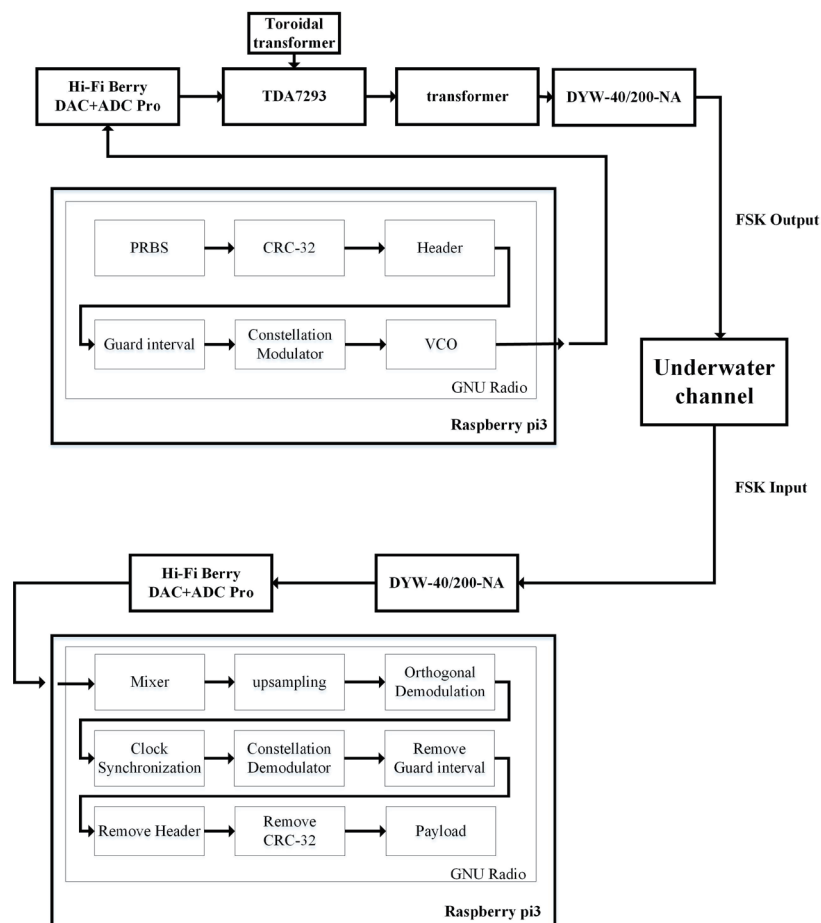 Toroidal
transformer
Hi-Fi Berry
DAC+ADC Pro
TDA7293
transformer
DYW-40/200-NA
FSK Output
PRBS
CRC-32
Header
Guard interval
Constellation
Modulator
VCO
GNU Radio
Raspberry pi3
Underwater
channel
FSK Input
Hi-Fi Berry
DAC+ADC Pro
DYW-40/200-NA
Mixer
upsampling
Orthogonal
Demodulation
Clock
Synchronization
Constellation
Demodulator
Remove
Guard interval
Remove Header
Remove
CRC-32
Payload
GNU Radio
Raspberry pi3